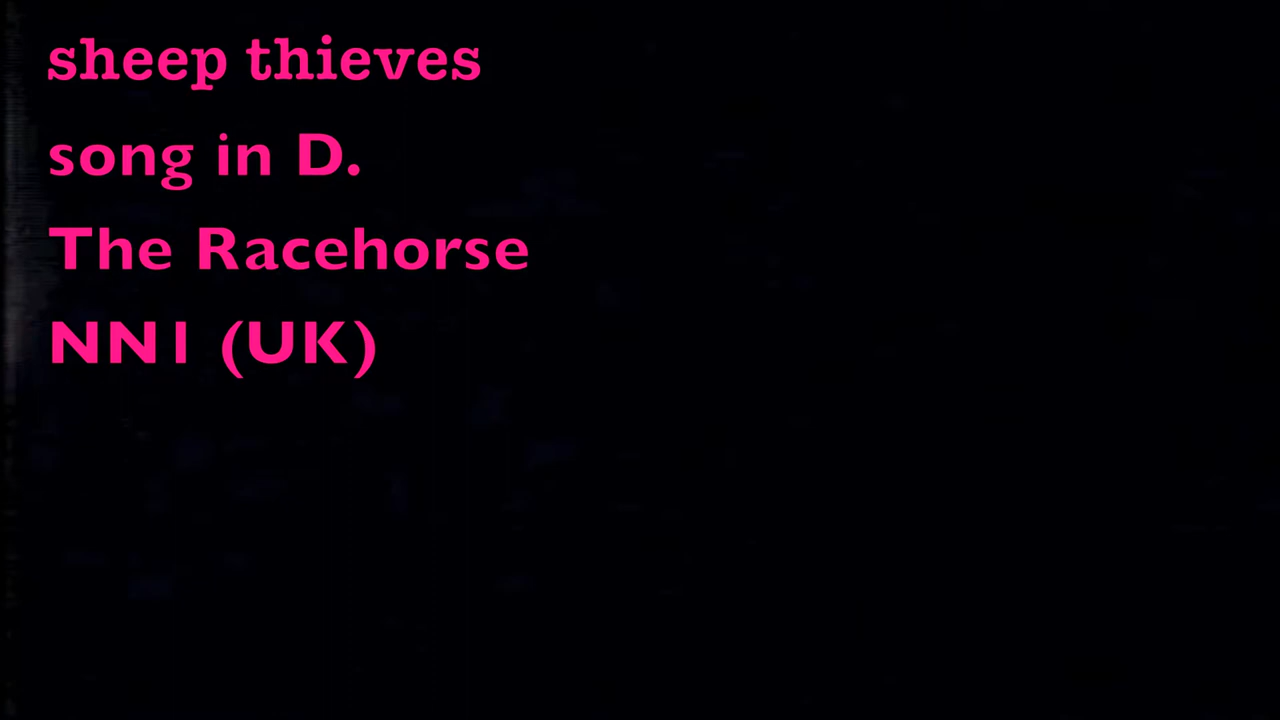 sheep thieves
song in D.
The Racehorse
NN1 (UK)